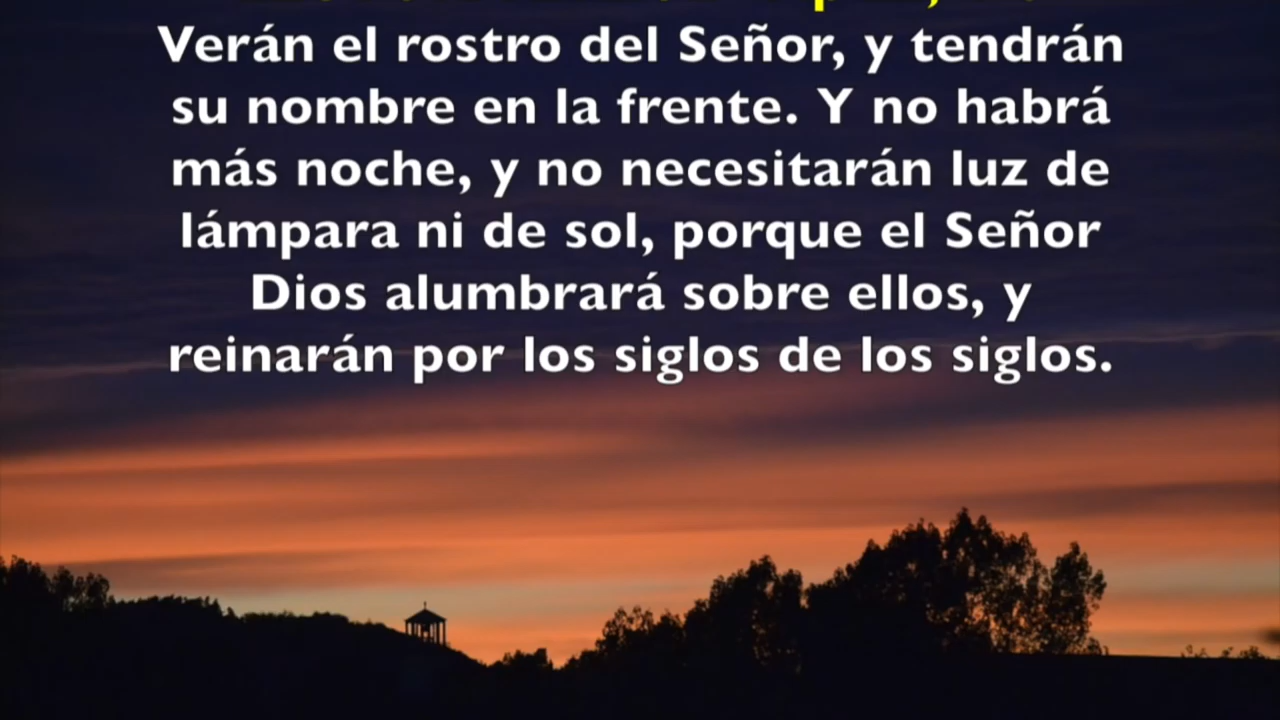 Verán el rostro del Señor, y tendrán
su nombre en la frente. Y no habrá
más noche, y no necesitarán luz de
lámpara ni de sol, porque el Señor
Dios alumbrará sobre ellos, y
reinarán por los siglos de los siglos.